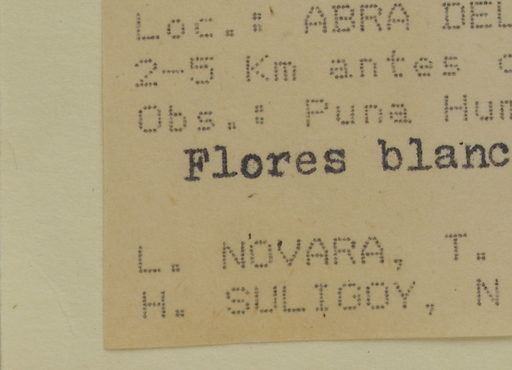 Loc.: ABRA DEL
2-5 Km antes
Obs.: Puna Hum
Flores blanc
L. NOVARA, T.
H. SULIGOY, N